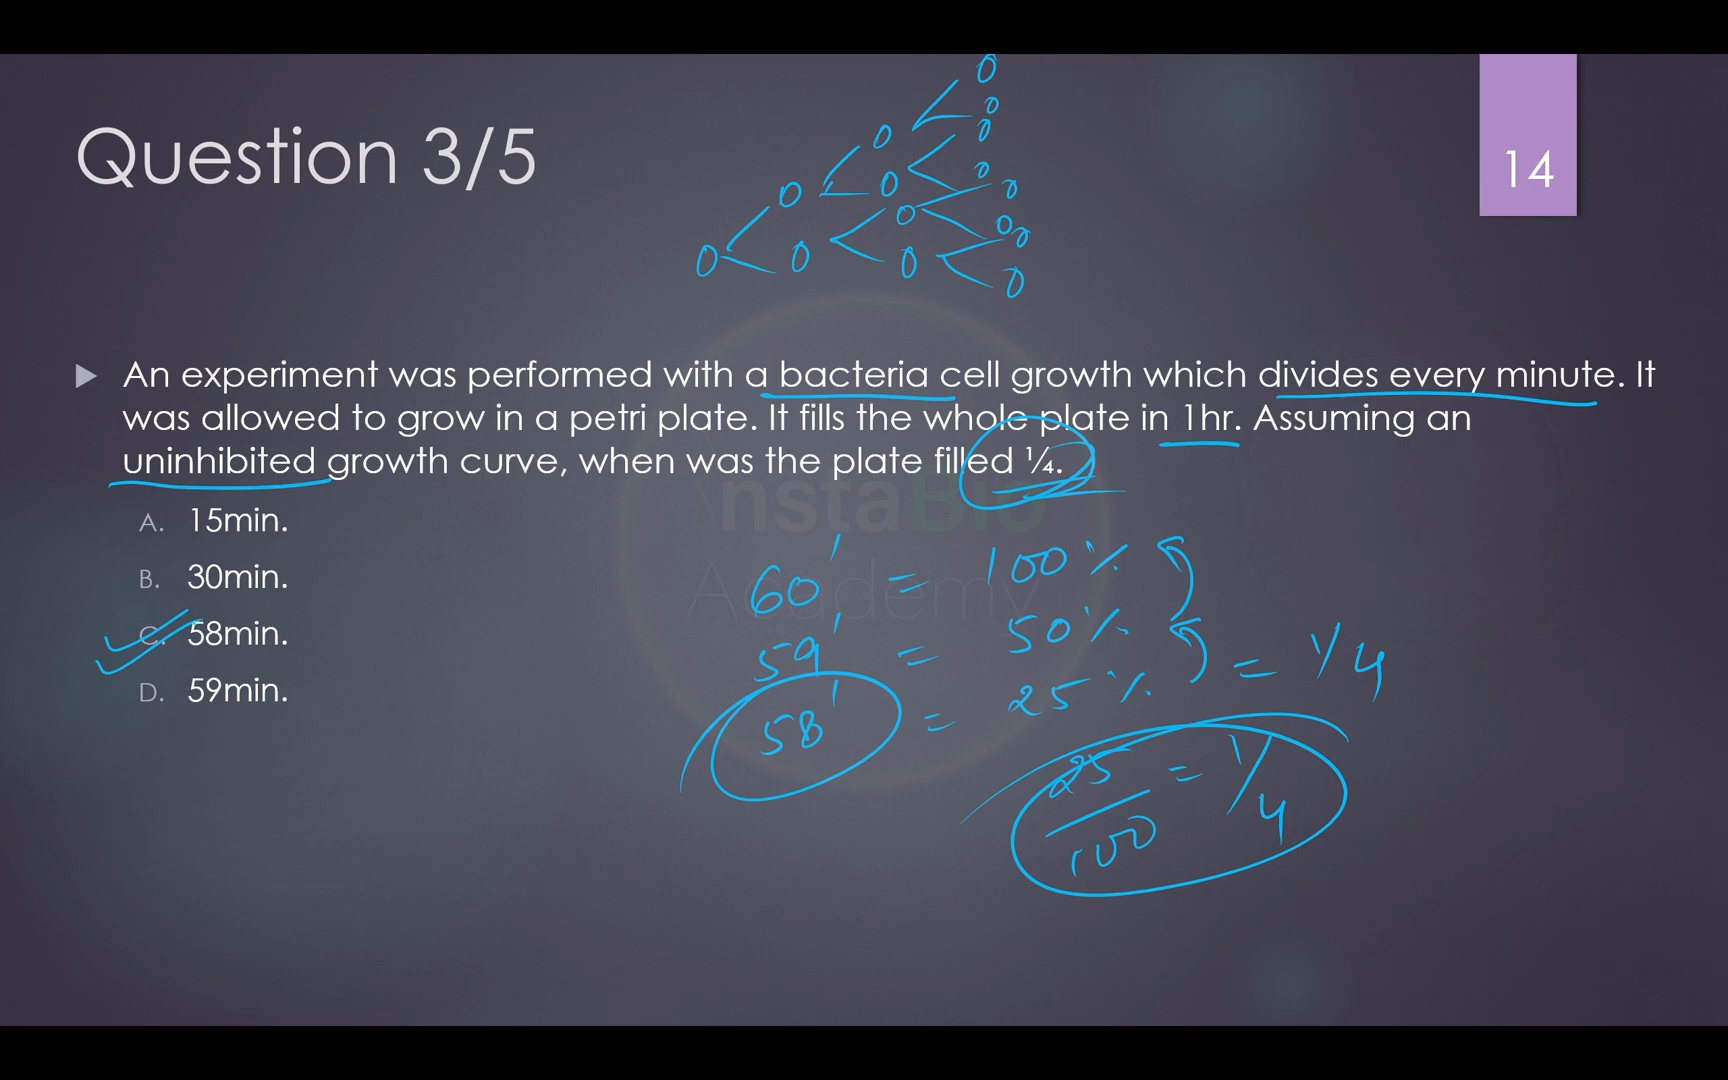 Question 3/5
14
An experiment was performed with a bacteria cell growth which divides every minute. It
was allowed to grow in a petri plate. It fills the whole plate in 1hr. Assuming an
uninhibited growth curve, when was the plate filled ¼.
A. 15min.
B. 30min.
C. 58min.
D. 59min.
nstaBio
Academy
60' = 100%
59' = 50%
58' = 25% = 1/4
25/100 = 1/4